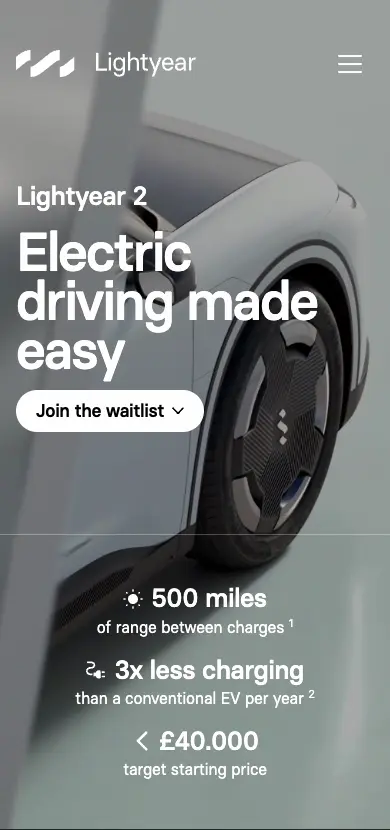 Lightyear
Lightyear 2
Electric
driving made
easy
Join the waitlist
500 miles
of range between charges ¹
3x less charging
than a conventional EV per year ²
< £40.000
target starting price